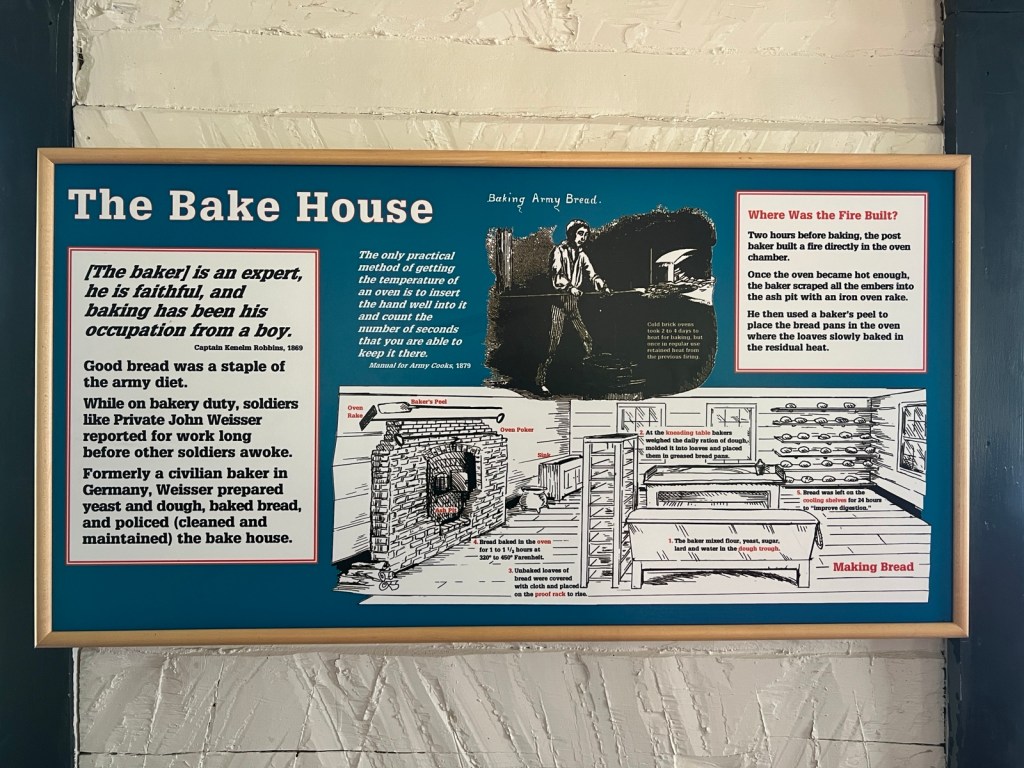 The Bake House
[The baker] is an expert,
he is faithful, and
baking has been his
occupation from a boy.
Captain Kenelm Robbins, 1869
Good bread was a staple of
the army diet.
While on bakery duty, soldiers
like Private John Weisser
reported for work long
before other soldiers awoke.
Formerly a civilian baker in
Germany, Weisser prepared
yeast and dough, baked bread,
and policed (cleaned and
maintained) the bake house.
The only practical
method of getting
the temperature of
an oven is to insert
the hand well into it
and count the
number of seconds
that you are able to
keep it there.
Manual for Army Cooks, 1879
Baking Army Bread.
Cold brick ovens
took 2 to 4 days to
heat for baking, but
once in regular use
retained heat from
the previous firing.
Where Was the Fire Built?
Two hours before baking, the post
baker built a fire directly in the oven
chamber.
Once the oven became hot enough,
the baker scraped all the embers into
the ash pit with an iron oven rake.
He then used a baker's peel to
place the bread pans in the oven
where the loaves slowly baked in
the residual heat.
Oven
Rake
Baker's Peel
Oven Poker
Sink
Ash Pit
2. At the kneading table bakers
weighed the daily ration of dough,
molded it into loaves and placed
them in greased bread pans.
5. Bread was left on the
cooling shelves for 24 hours
to "improve digestion."
4. Bread baked in the oven
for 1 to 1 1/2 hours at
320° to 450° Farenheit.
1. The baker mixed flour, yeast, sugar,
lard and water in the dough trough.
3. Unbaked loaves of
bread were covered
with cloth and placed
on the proof rack to rise.
Making Bread